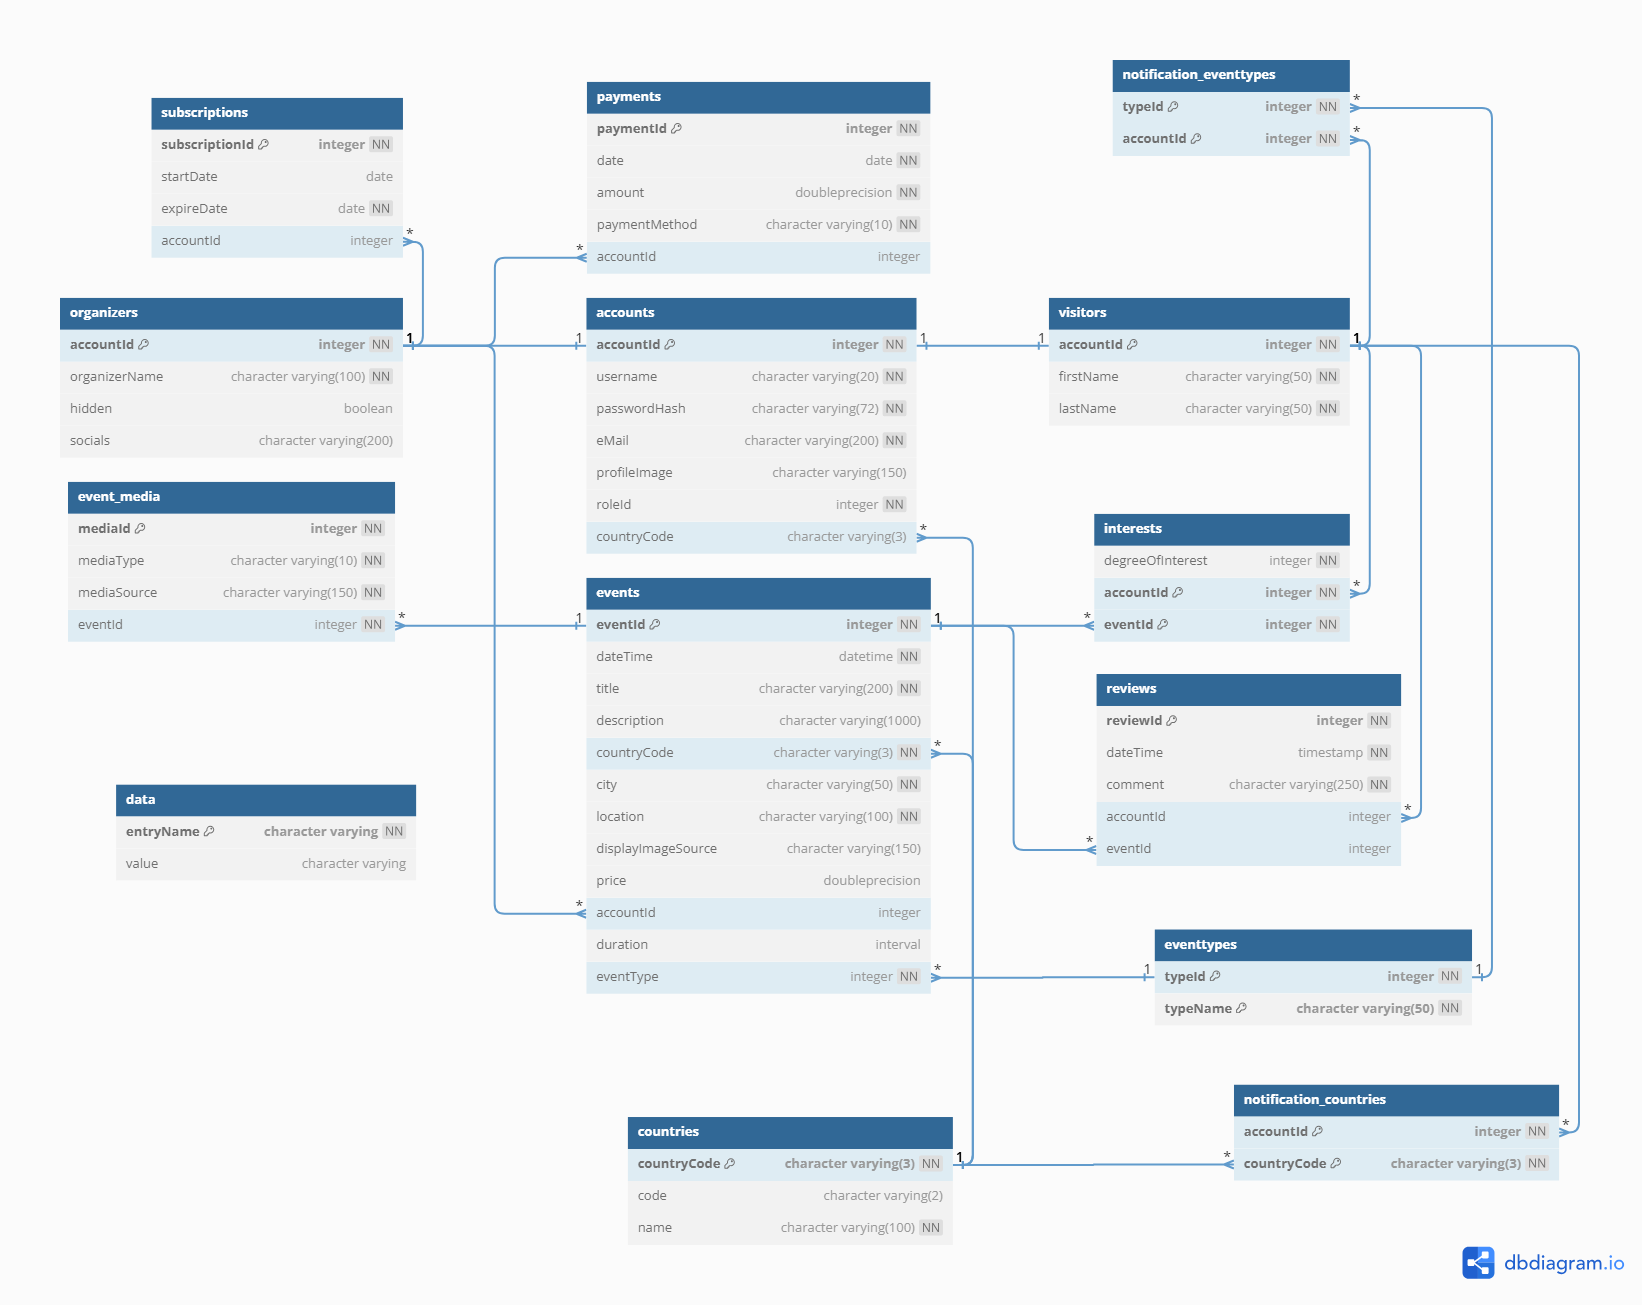 subscriptions
subscriptionId integer NN
startDate date
expireDate date NN
accountId integer
*
payments
paymentId integer NN
date date NN
amount doubleprecision NN
paymentMethod character varying(10) NN
* accountId integer
notification_eventtypes
typeId integer NN *
accountId integer NN *
organizers
accountId integer NN 1
organizerName character varying(100) NN
hidden boolean
socials character varying(200)
accounts
1 accountId integer NN 1
username character varying(20) NN
passwordHash character varying(72) NN
eMail character varying(200) NN
profileImage character varying(150)
roleId integer NN
countryCode character varying(3) *
visitors
1 accountId integer NN 1
firstName character varying(50) NN
lastName character varying(50) NN
event_media
mediaId integer NN
mediaType character varying(10) NN
mediaSource character varying(150) NN
eventId integer NN *
events
1 eventId integer NN 1
dateTime datetime NN
title character varying(200) NN
description character varying(1000)
countryCode character varying(3) NN *
city character varying(50) NN
location character varying(100) NN
displayImageSource character varying(150)
price doubleprecision
* accountId integer
duration interval
eventType integer NN *
interests
degreeOfInterest integer NN
accountId integer NN *
* eventId integer NN
reviews
reviewId integer NN
dateTime timestamp NN
comment character varying(250) NN
accountId integer *
* eventId integer
data
entryName character varying NN
value character varying
eventtypes
1 typeId integer NN 1
typeName character varying(50) NN
countries
countryCode character varying(3) NN 1
code character varying(2)
name character varying(100) NN
notification_countries
accountId integer NN *
* countryCode character varying(3) NN
dbdiagram.io